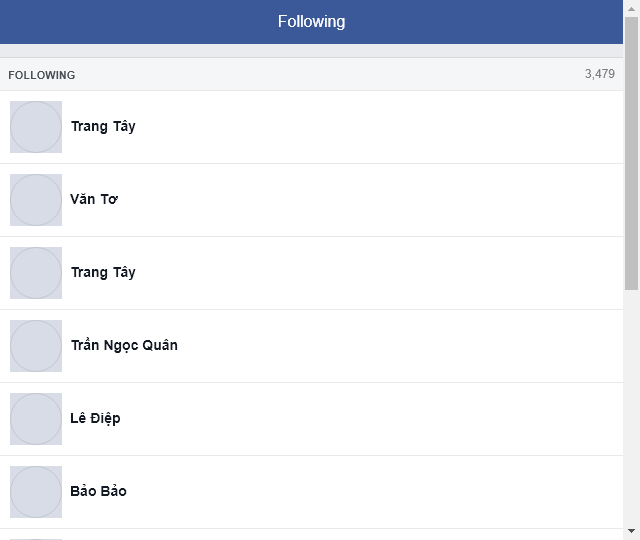 Following
FOLLOWING 3,479
Trang Tây
Văn Tơ
Trang Tây
Trần Ngọc Quân
Lê Điệp
Bảo Bảo